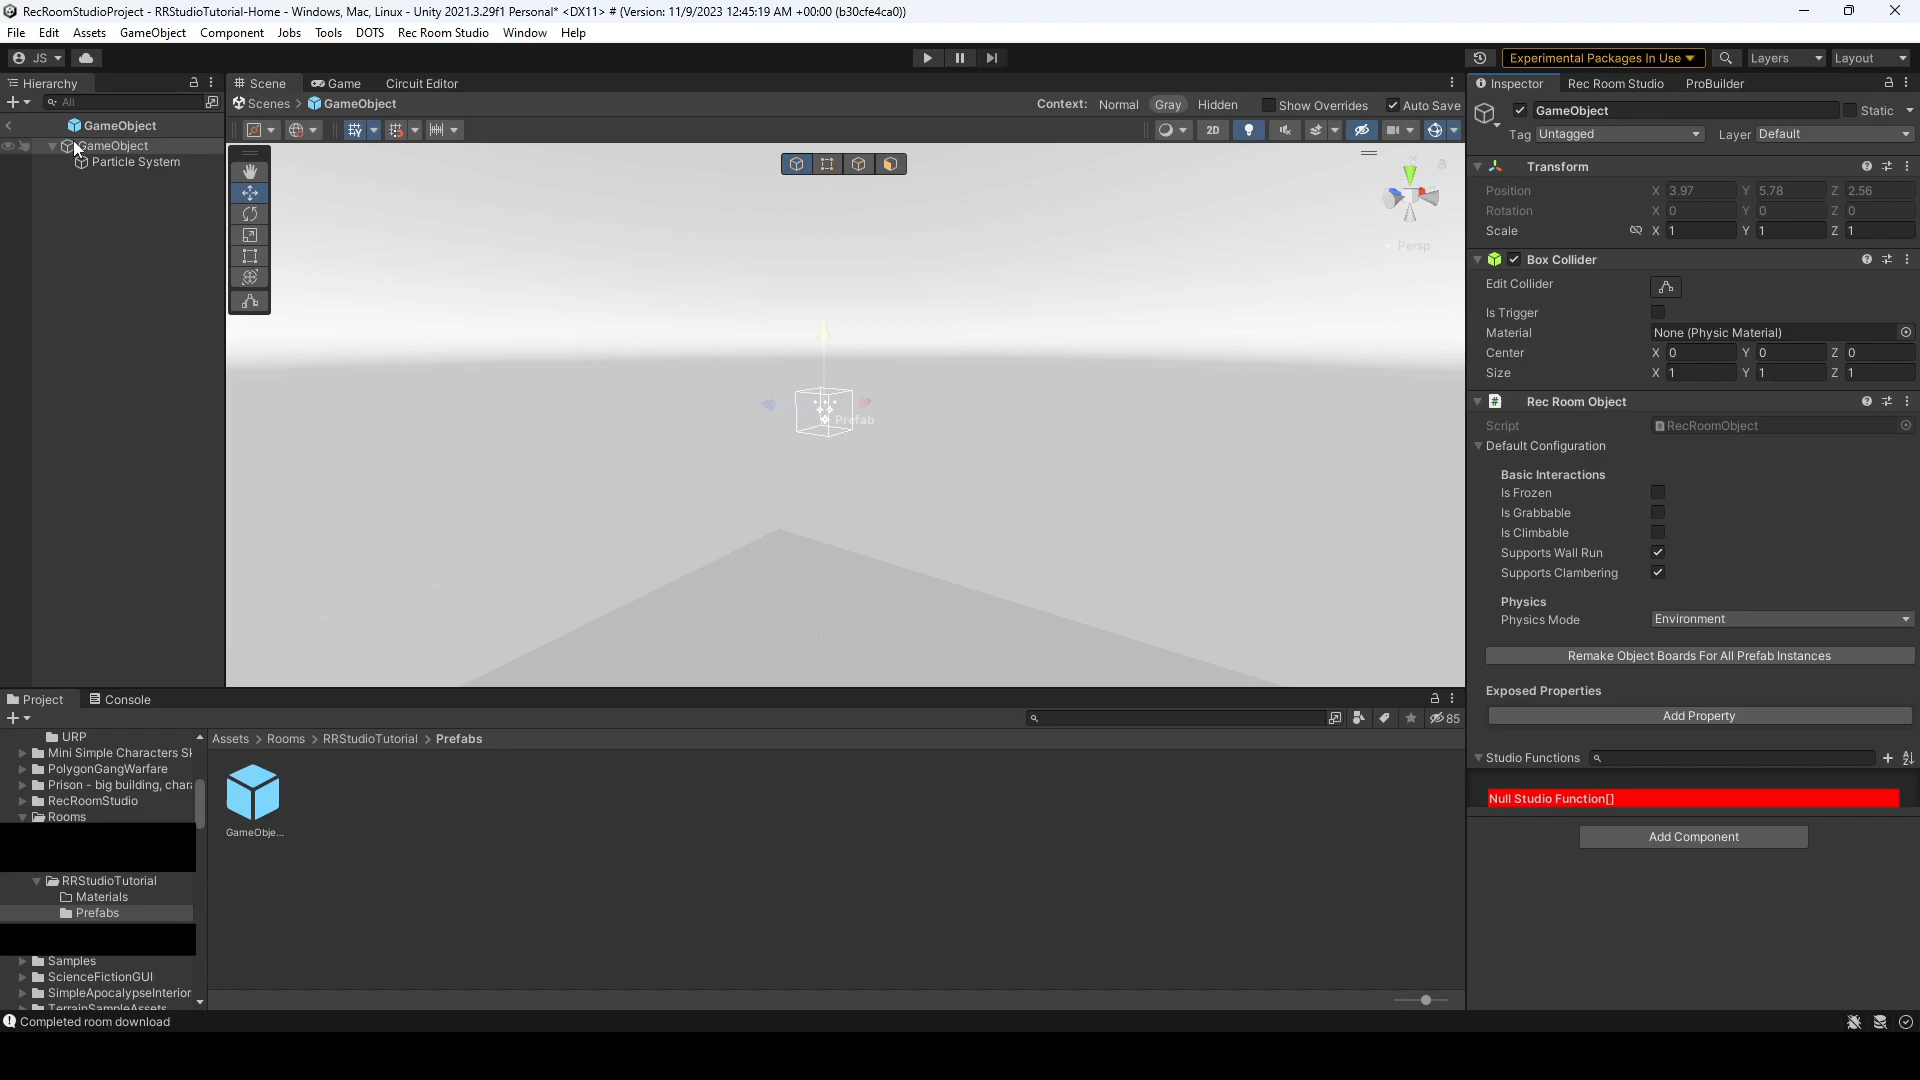 RecRoomStudioProject - RRStudioTutorial-Home - Windows, Mac, Linux - Unity 2021.3.29f1 Personal* <DX11> # (Version: 11/9/2023 12:45:19 AM +00:00 (b30cfe4ca0))
File Edit Assets GameObject Component Jobs Tools DOTS Rec Room Studio Window Help
JS Experimental Packages In Use Layers Layout
Hierarchy Scene Game Circuit Editor Inspector Rec Room Studio ProBuilder
All Scenes > GameObject Context: Normal Gray Hidden Show Overrides Auto Save GameObject Static
Tag Untagged Layer Default
GameObject
2D
GameObject
Particle System
Persp
Prefab
Transform
Position X 3.97 Y 5.78 Z 2.56
Rotation X 0 Y 0 Z 0
Scale X 1 Y 1 Z 1
Box Collider
Edit Collider
Is Trigger
Material None (Physic Material)
Center X 0 Y 0 Z 0
Size X 1 Y 1 Z 1
Rec Room Object
Script RecRoomObject
Default Configuration
Basic Interactions
Is Frozen
Is Grabbable
Is Climbable
Supports Wall Run
Supports Clambering
Physics
Physics Mode Environment
Remake Object Boards For All Prefab Instances
Exposed Properties
Add Property
Studio Functions
Null Studio Function[]
Add Component
Project Console
85
URP
Mini Simple Characters
PolygonGangWarfare
Prison - big building, chara
RecRoomStudio
Rooms
RRStudioTutorial
Materials
Prefabs
Samples
ScienceFictionGUI
SimpleApocalypseInterior
TerrainSampleAssets
Assets > Rooms > RRStudioTutorial > Prefabs
GameObje...
Completed room download